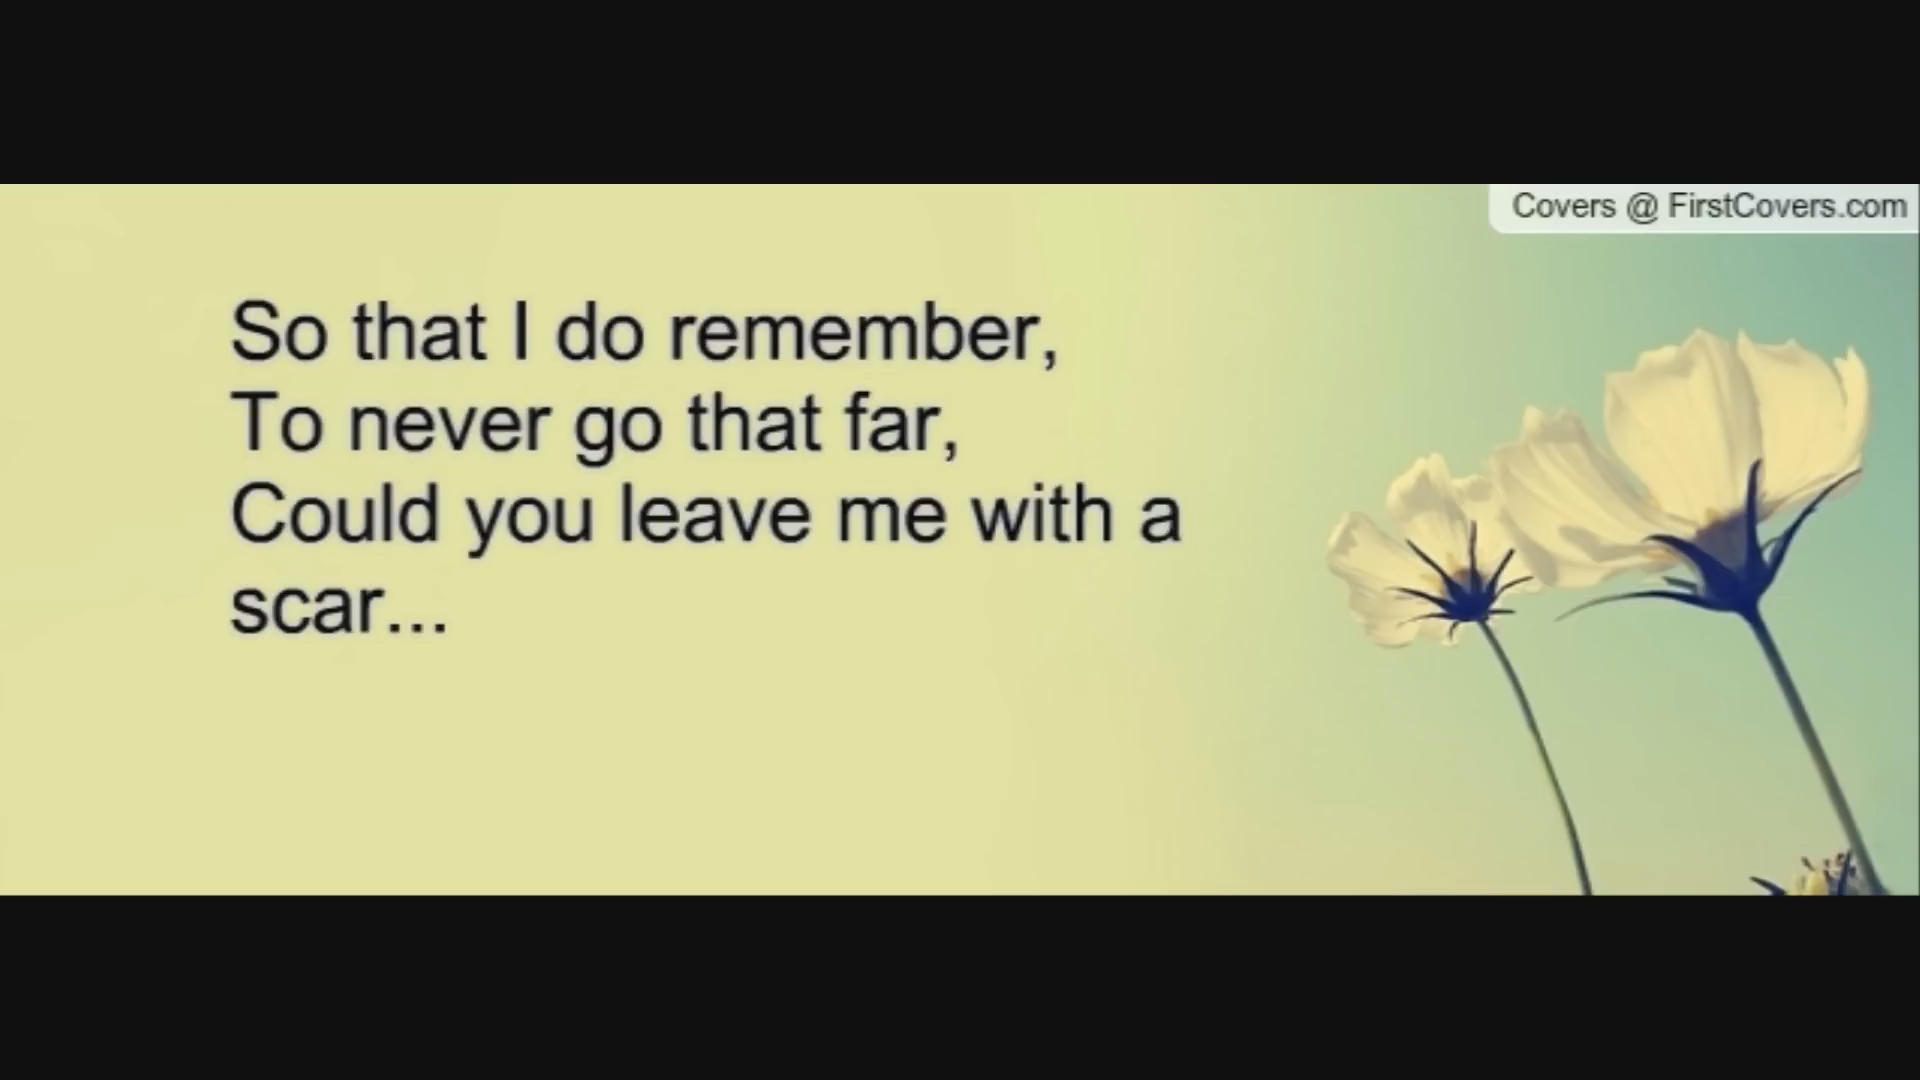 Covers @ FirstCovers.com
So that I do remember,
To never go that far,
Could you leave me with a
scar...